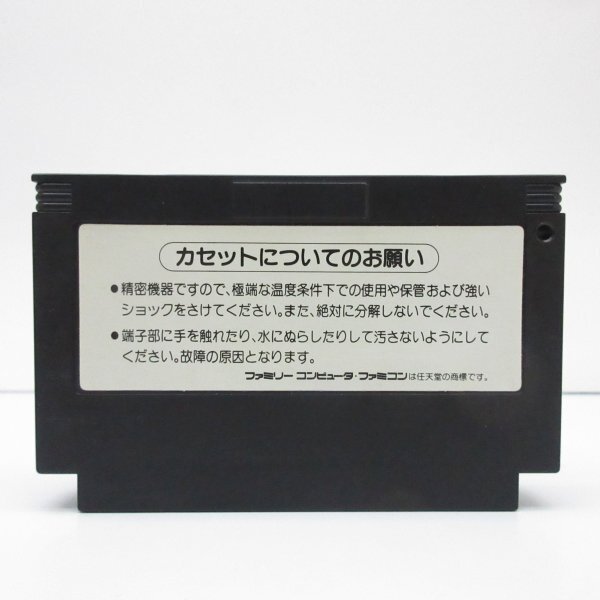 カセットについてのお願い
●精密機器ですので、極端な温度条件下での使用や保管および強い
ショックをさけてください。また、絶対に分解しないでください。
●端子部に手を触れたり、水にぬらしたりして汚さないようにして
ください。故障の原因となります。
ファミリーコンピュータ・ファミコンは任天堂の商標です。